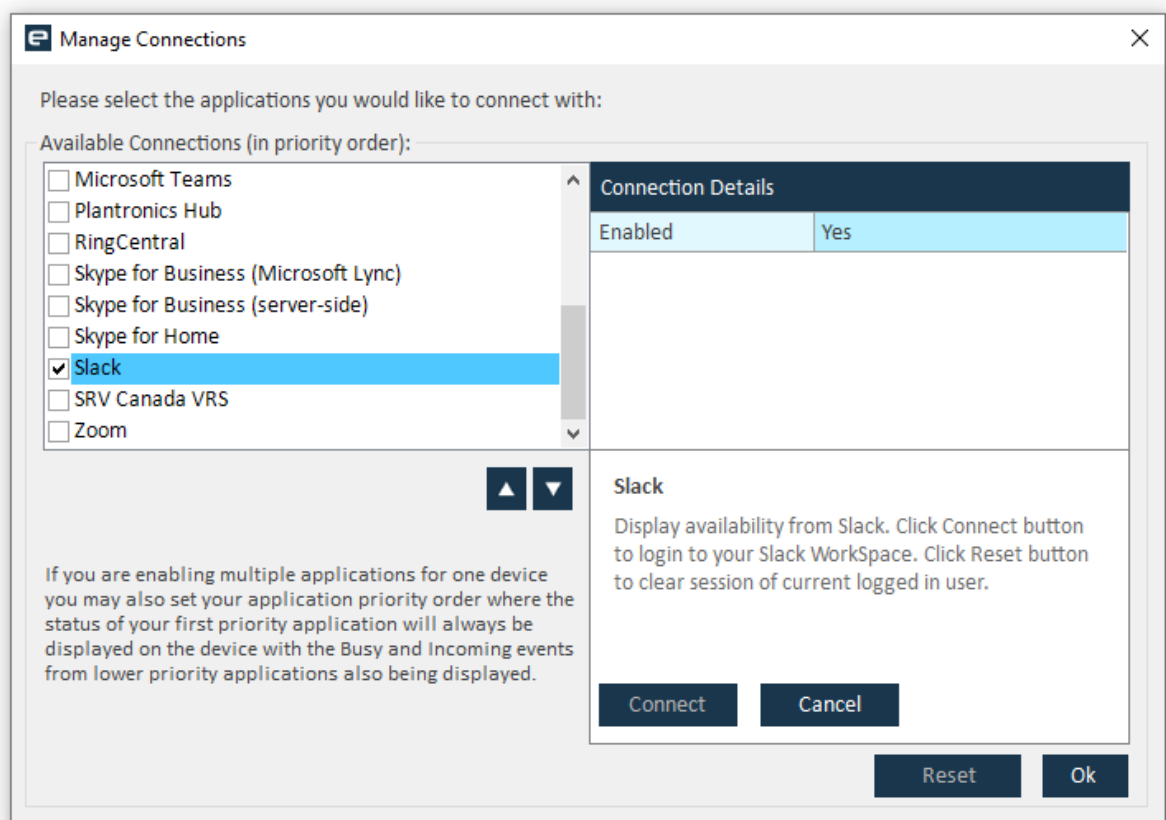 Manage Connections
Please select the applications you would like to connect with:
Available Connections (in priority order):
Microsoft Teams
Plantronics Hub
RingCentral
Skype for Business (Microsoft Lync)
Skype for Business (server-side)
Skype for Home
Slack
SRV Canada VRS
Zoom
If you are enabling multiple applications for one device
you may also set your application priority order where the
status of your first priority application will always be
displayed on the device with the Busy and Incoming events
from lower priority applications also being displayed.
Connection Details
Enabled Yes
Slack
Display availability from Slack. Click Connect button
to login to your Slack WorkSpace. Click Reset button
to clear session of current logged in user.
Connect Cancel
Reset Ok